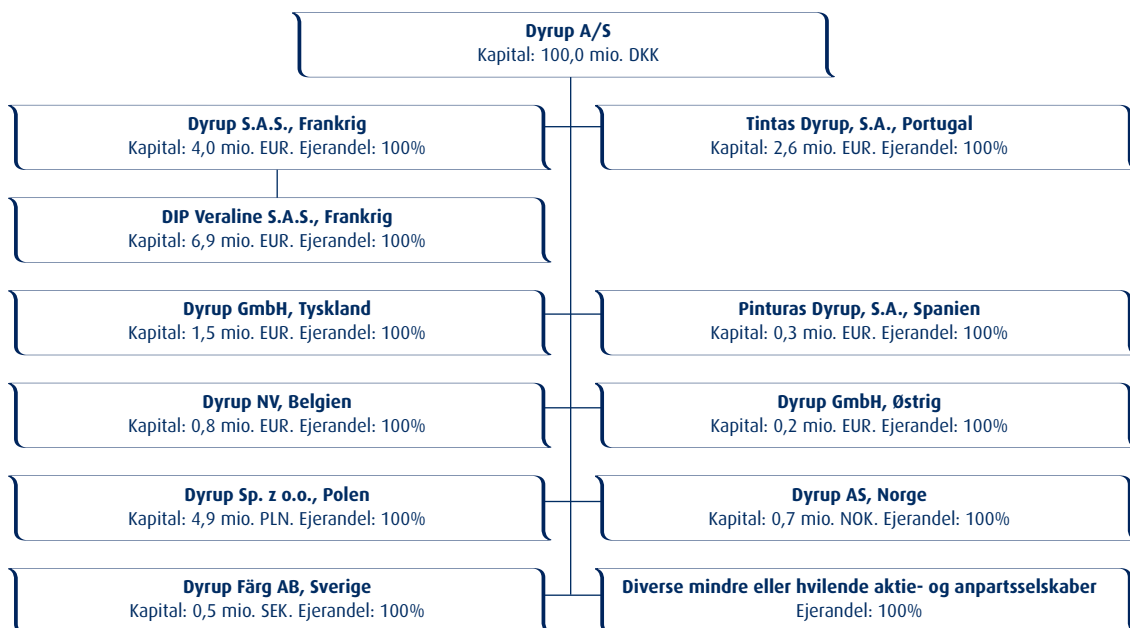 Dyrup A/S
Kapital: 100,0 mio. DKK
Dyrup S.A.S., Frankrig
Kapital: 4,0 mio. EUR. Ejerandel: 100%
Tintas Dyrup, S.A., Portugal
Kapital: 2,6 mio. EUR. Ejerandel: 100%
DIP Veraline S.A.S., Frankrig
Kapital: 6,9 mio. EUR. Ejerandel: 100%
Dyrup GmbH, Tyskland
Kapital: 1,5 mio. EUR. Ejerandel: 100%
Pinturas Dyrup, S.A., Spanien
Kapital: 0,3 mio. EUR. Ejerandel: 100%
Dyrup NV, Belgien
Kapital: 0,8 mio. EUR. Ejerandel: 100%
Dyrup GmbH, Østrig
Kapital: 0,2 mio. EUR. Ejerandel: 100%
Dyrup Sp. z o.o., Polen
Kapital: 4,9 mio. PLN. Ejerandel: 100%
Dyrup AS, Norge
Kapital: 0,7 mio. NOK. Ejerandel: 100%
Dyrup Färg AB, Sverige
Kapital: 0,5 mio. SEK. Ejerandel: 100%
Diverse mindre eller hvilende aktie- og anpartsselskaber
Ejerandel: 100%